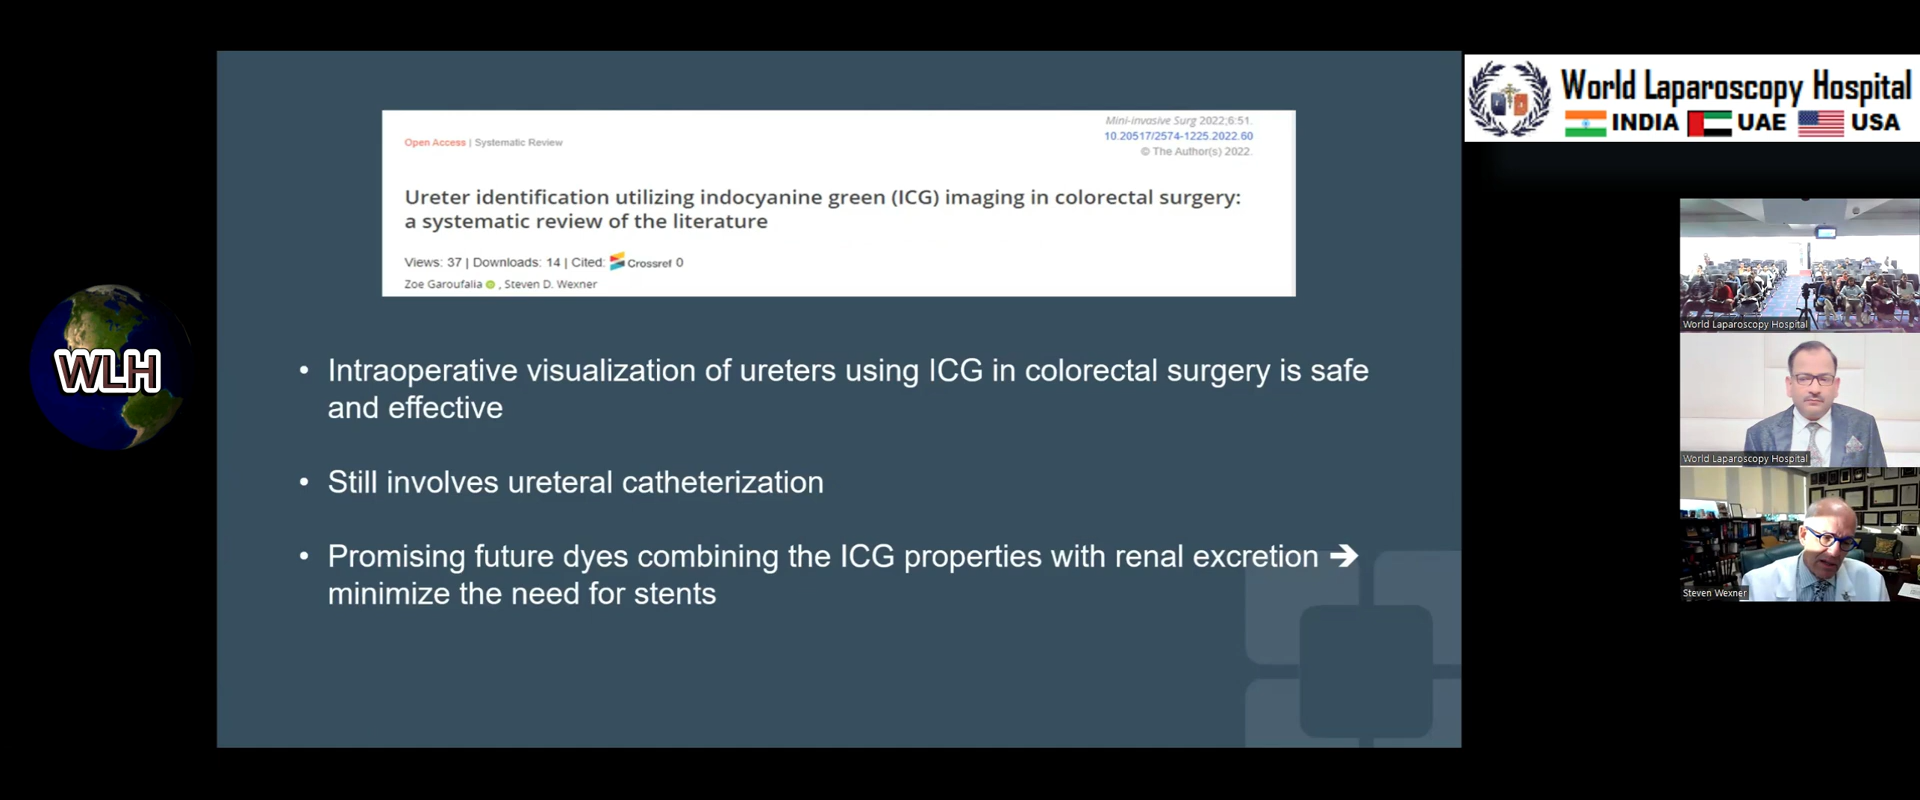 World Laparoscopy Hospital
INDIA UAE USA
Mini-invasive Surg 2022;6:51.
10.20517/2574-1225.2022.60
© The Author(s) 2022.
Open Access | Systematic Review
Ureter identification utilizing indocyanine green (ICG) imaging in colorectal surgery:
a systematic review of the literature
Views: 37 | Downloads: 14 | Cited: Crossref 0
Zoe Garoufalia , Steven D. Wexner
• Intraoperative visualization of ureters using ICG in colorectal surgery is safe
and effective
• Still involves ureteral catheterization
• Promising future dyes combining the ICG properties with renal excretion ➔
minimize the need for stents
WLH
World Laparoscopy Hospital
World Laparoscopy Hospital
Steven Wexner